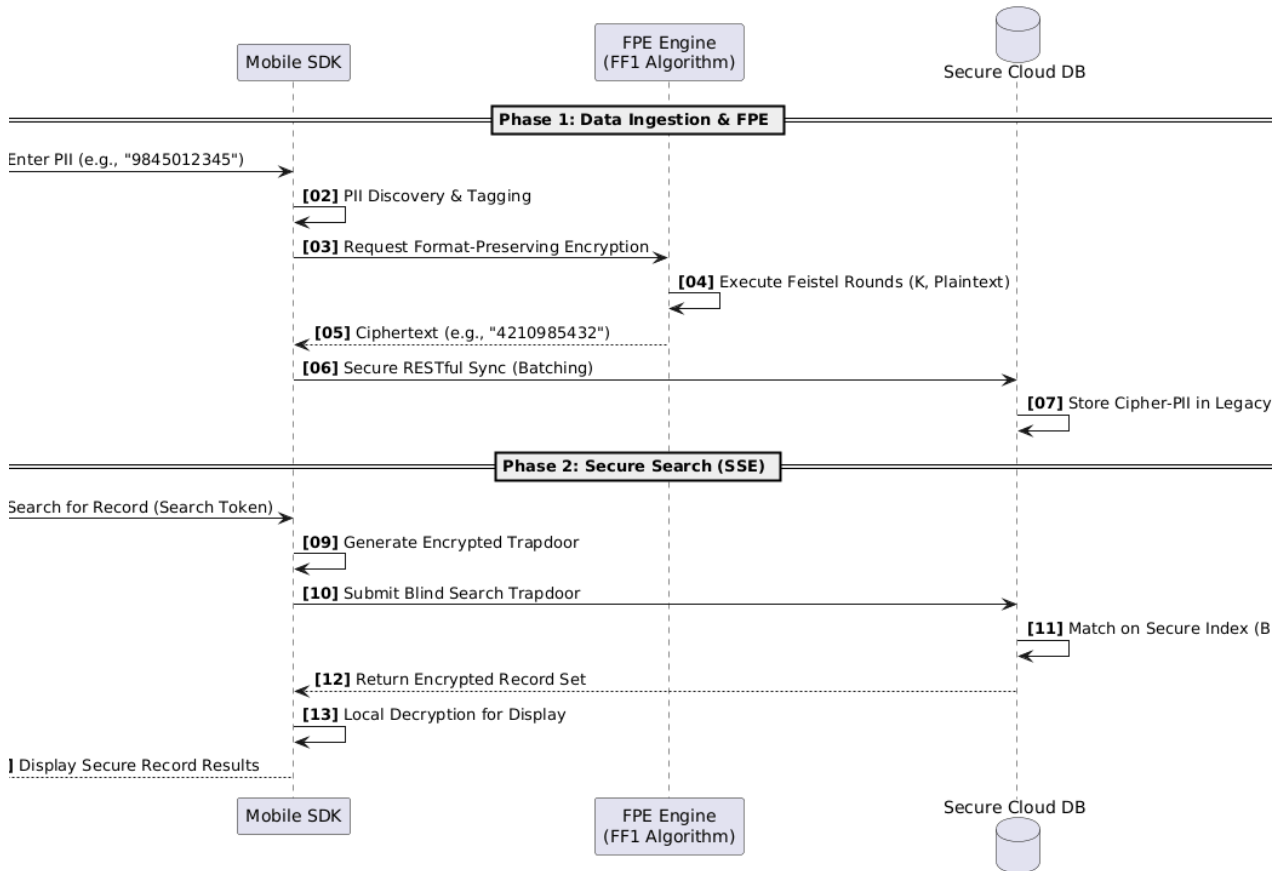 Mobile SDK
FPE Engine
(FF1 Algorithm)
Secure Cloud DB
Phase 1: Data Ingestion & FPE
Enter PII (e.g., "9845012345")
[02] PII Discovery & Tagging
[03] Request Format-Preserving Encryption
[04] Execute Feistel Rounds (K, Plaintext)
[05] Ciphertext (e.g., "4210985432")
[06] Secure RESTful Sync (Batching)
[07] Store Cipher-PII in Legacy
Phase 2: Secure Search (SSE)
Search for Record (Search Token)
[09] Generate Encrypted Trapdoor
[10] Submit Blind Search Trapdoor
[11] Match on Secure Index (B
[12] Return Encrypted Record Set
[13] Local Decryption for Display
] Display Secure Record Results
Mobile SDK
FPE Engine
(FF1 Algorithm)
Secure Cloud DB